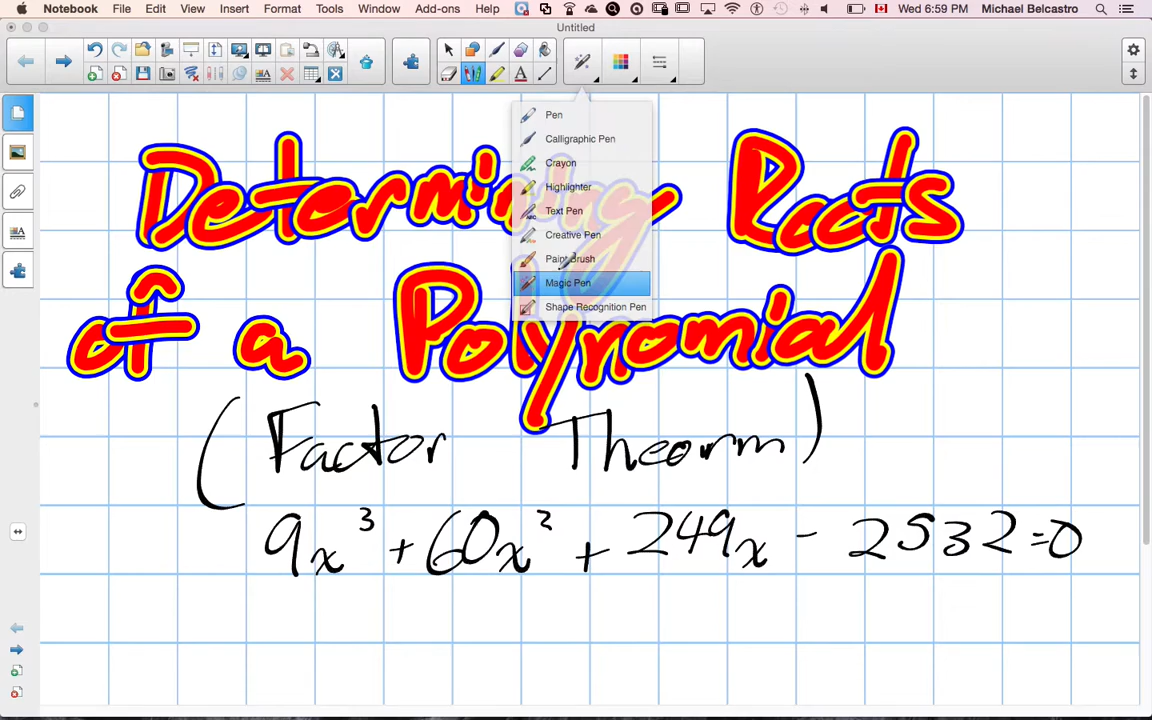 Notebook File Edit View Insert Format Tools Window Add-ons Help Wed 6:59 PM Michael Belcastro
Untitled
Pen
Calligraphic Pen
Crayon
Highlighter
Text Pen
Creative Pen
Paint Brush
Magic Pen
Shape Recognition Pen
Determining Roots
of a Polynomial
(Factor Theorm)
9x³ + 60x² + 249x - 2532 = 0